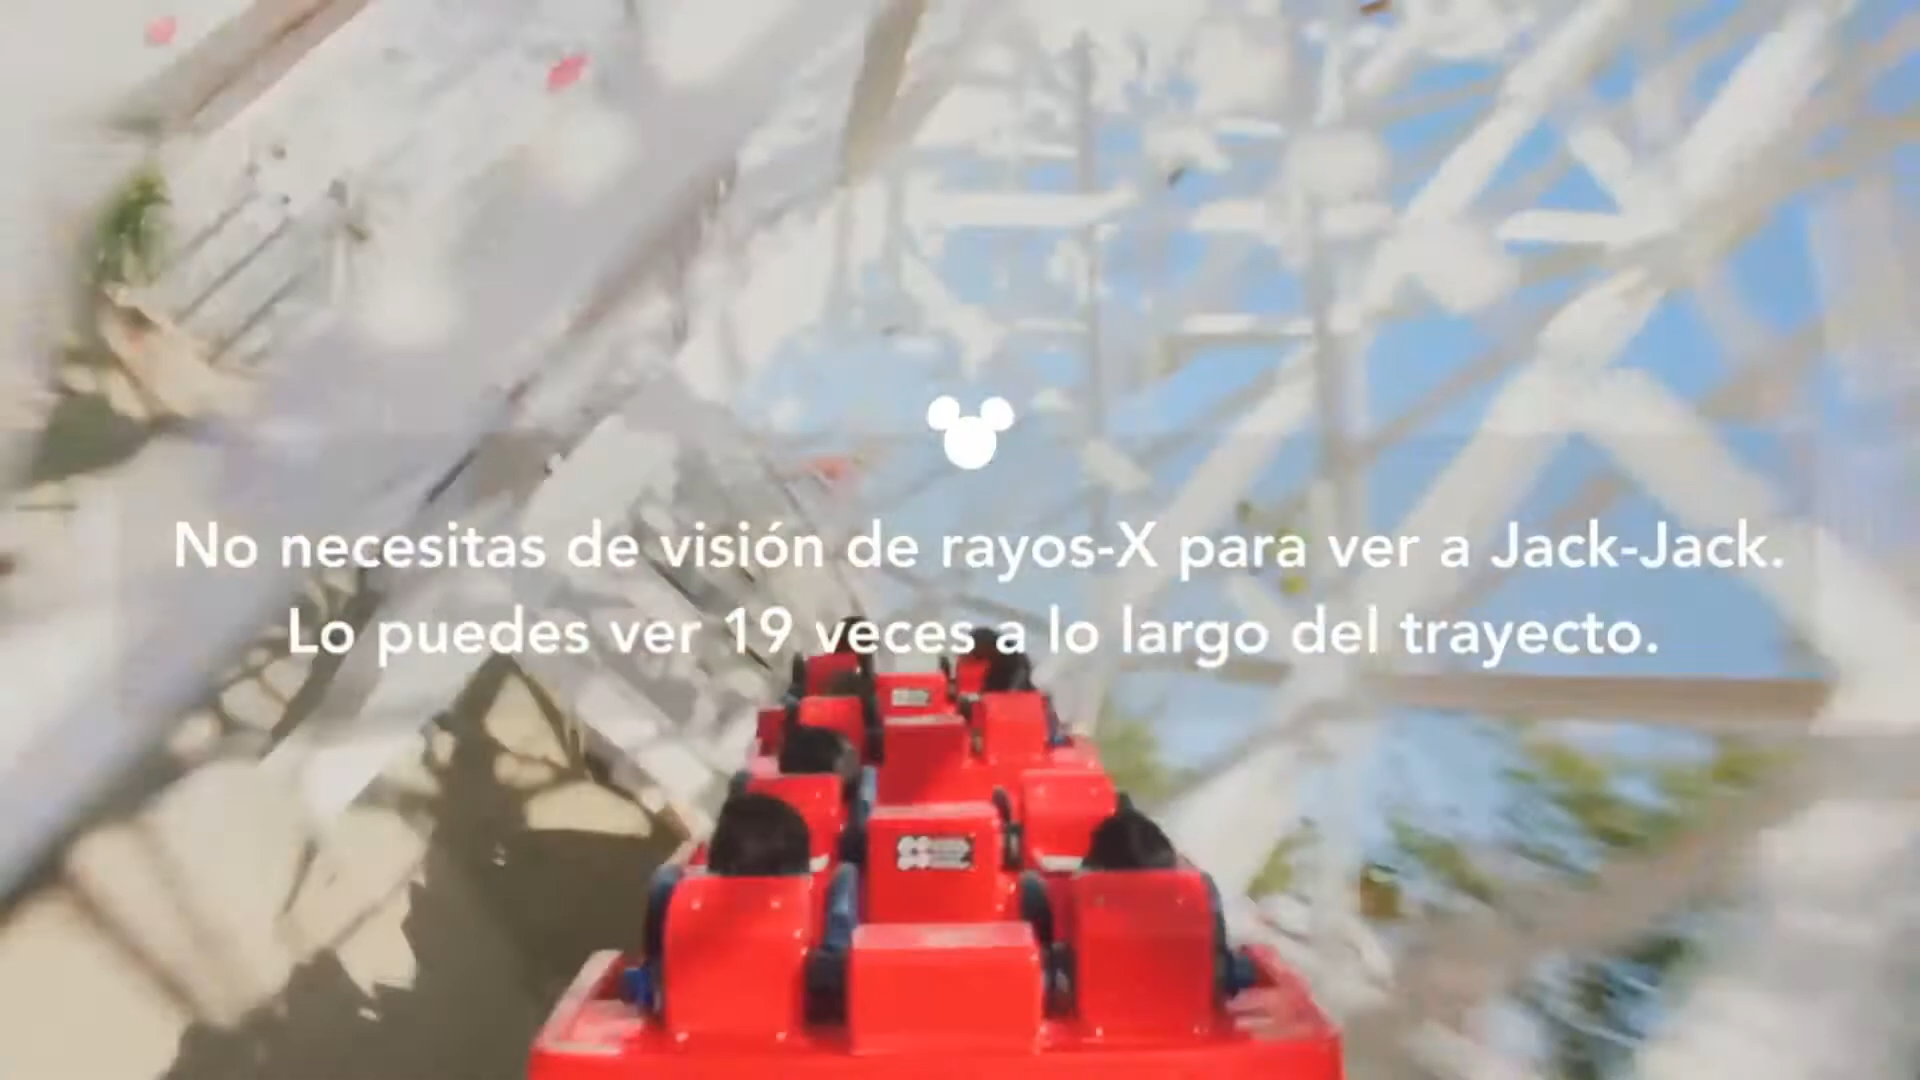 No necesitas de visión de rayos-X para ver a Jack-Jack.
Lo puedes ver 19 veces a lo largo del trayecto.